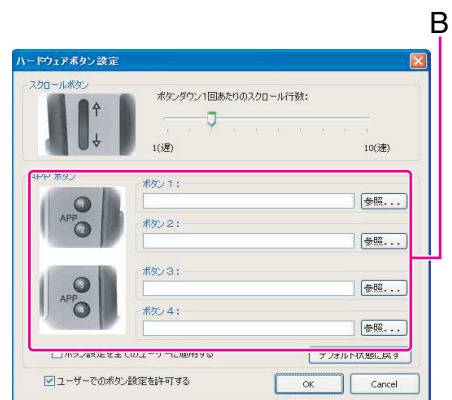 B
ハードウェアボタン設定
スクロールボタン
ボタンダウン1回あたりのスクロール行数:
1(遅)
10(速)
APP ボタン
ボタン 1:
APP
1
2
参照...
ボタン 2:
参照...
ボタン 3:
APP
3
4
参照...
ボタン 4:
参照...
ボタン設定を全てのユーザーに適用する
デフォルト状態に戻す
ユーザーでのボタン設定を許可する
OK
Cancel